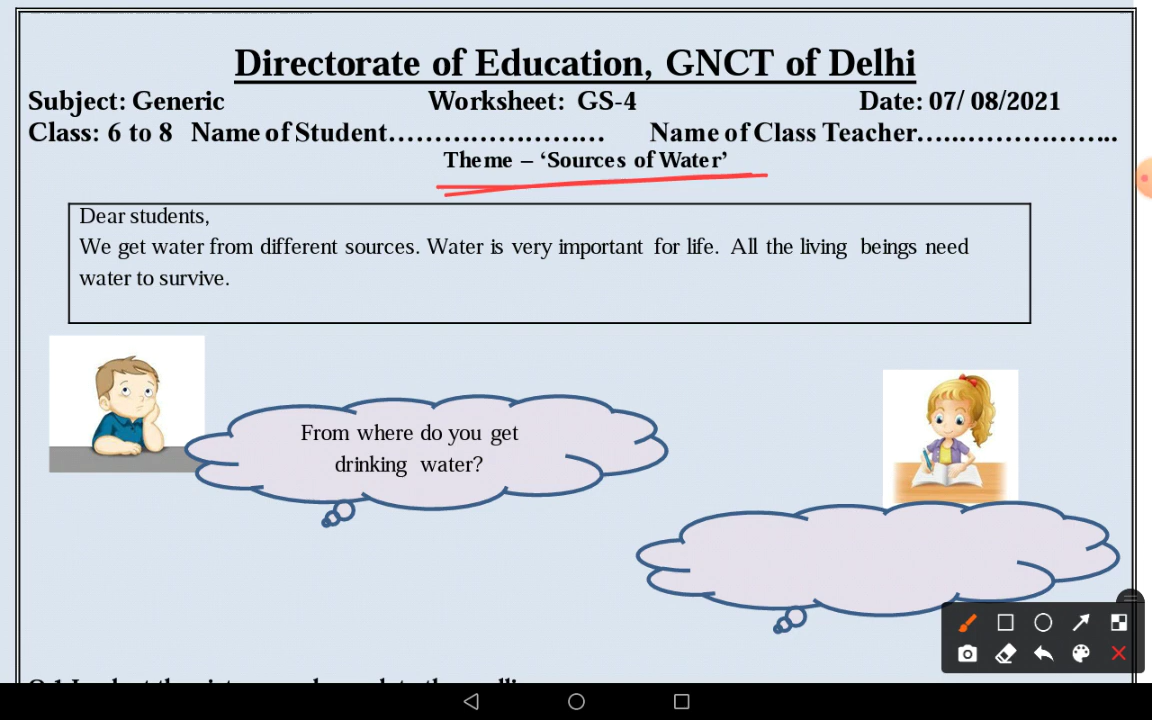 Directorate of Education, GNCT of Delhi
Subject: Generic Worksheet: GS-4 Date: 07/ 08/2021
Class: 6 to 8 Name of Student……………………… Name of Class Teacher…...……………...
Theme – ‘Sources of Water’
Dear students,
We get water from different sources. Water is very important for life. All the living beings need
water to survive.
From where do you get
drinking water?